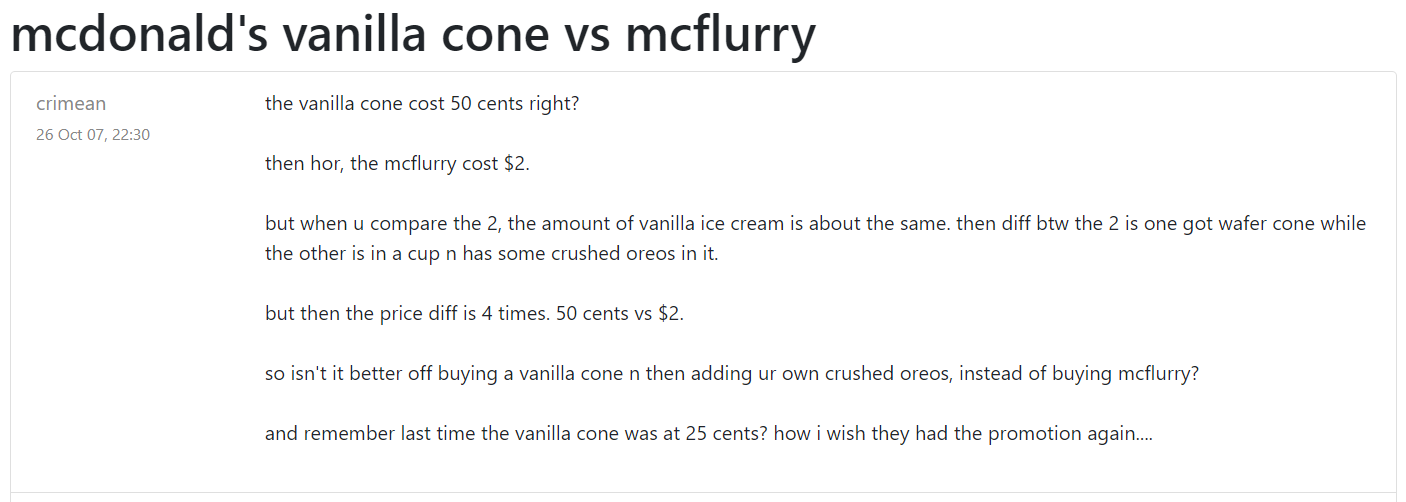 mcdonald's vanilla cone vs mcflurry
crimean
26 Oct 07, 22:30
the vanilla cone cost 50 cents right?
then hor, the mcflurry cost $2.
but when u compare the 2, the amount of vanilla ice cream is about the same. then diff btw the 2 is one got wafer cone while
the other is in a cup n has some crushed oreos in it.
but then the price diff is 4 times. 50 cents vs $2.
so isn't it better off buying a vanilla cone n then adding ur own crushed oreos, instead of buying mcflurry?
and remember last time the vanilla cone was at 25 cents? how i wish they had the promotion again....